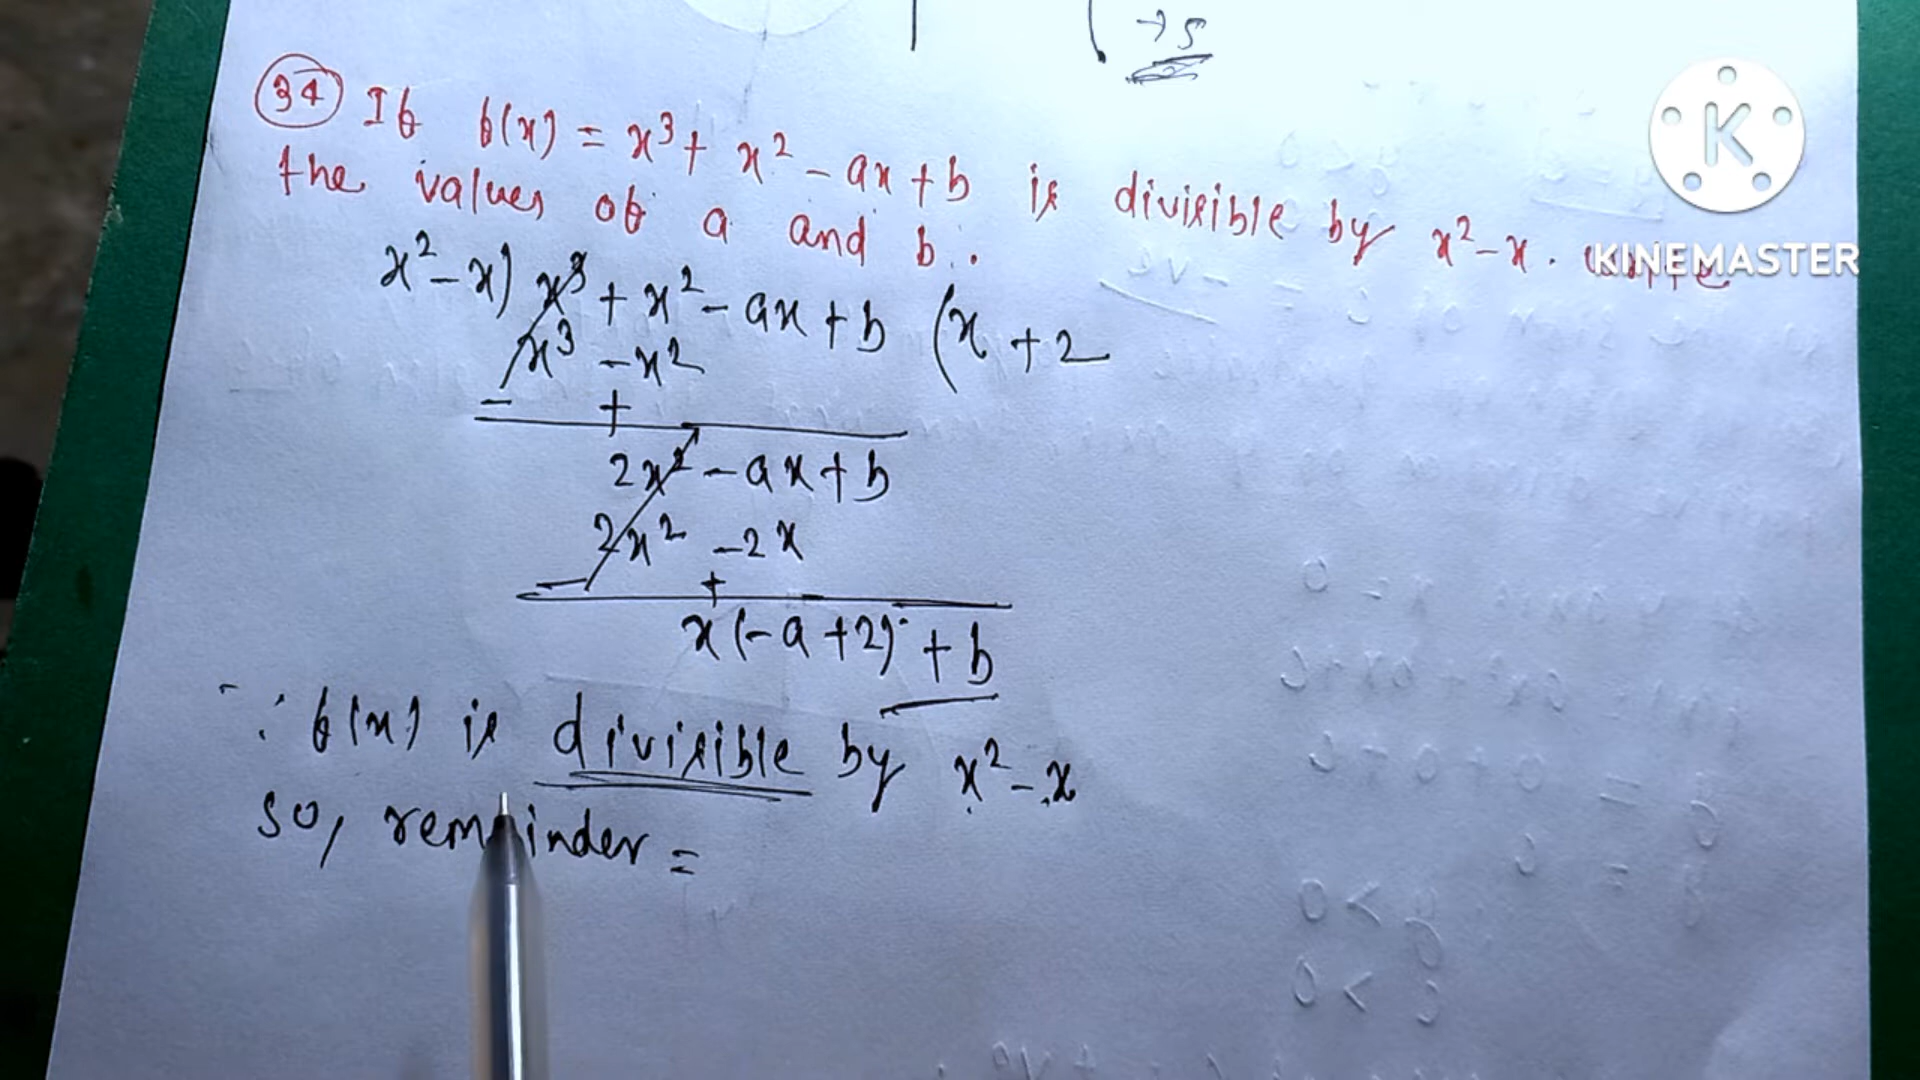 → 5
34 If f(x) = x³ + x² - ax + b is divisible by x² - x. write
the values of a and b.
K
KINEMASTER
x² - x) x³ + x² - ax + b (x + 2
x³ - x²
- +
2x² - ax + b
2x² - 2x
- +
x(-a + 2) + b
∵ f(x) is divisible by x² - x
so, remainder =